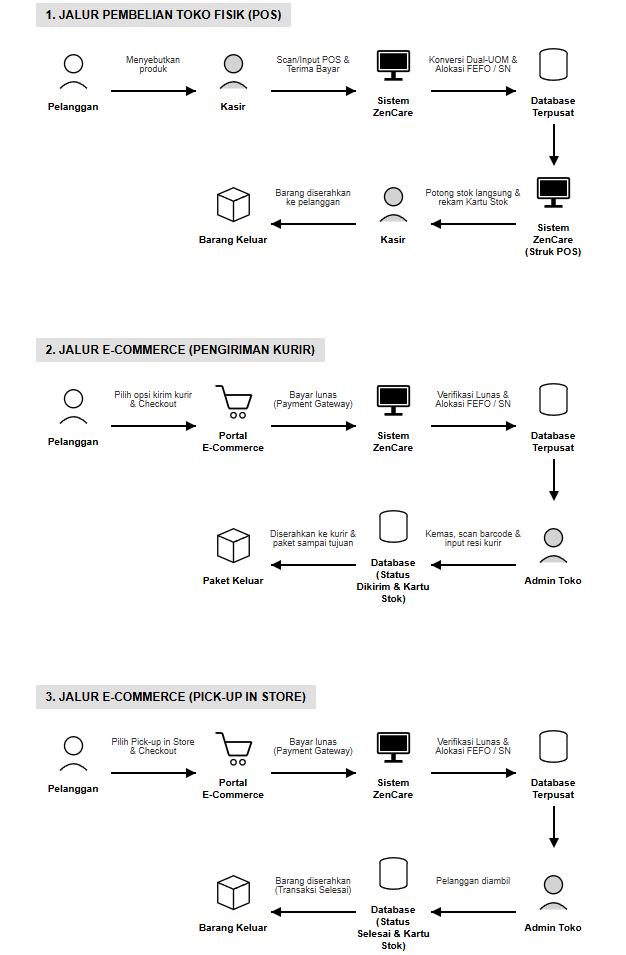 1. JALUR PEMBELIAN TOKO FISIK (POS)
Menyebutkan
produk
Scan/Input POS &
Terima Bayar
Konversi Dual-UOM &
Alokasi FEFO / SN
Pelanggan
Kasir
Sistem
ZenCare
Database
Terpusat
Barang diserahkan
ke pelanggan
Potong stok langsung &
rekam Kartu Stok
Barang Keluar
Kasir
Sistem
ZenCare
(Struk POS)
2. JALUR E-COMMERCE (PENGIRIMAN KURIR)
Pilih opsi kirim kurir
& Checkout
Bayar lunas
(Payment Gateway)
Verifikasi Lunas &
Alokasi FEFO / SN
Pelanggan
Portal
E-Commerce
Sistem
ZenCare
Database
Terpusat
Diserahkan ke kurir &
paket sampai tujuan
Kemas, scan barcode &
input resi kurir
Paket Keluar
Database
(Status
Dikirim & Kartu
Stok)
Admin Toko
3. JALUR E-COMMERCE (PICK-UP IN STORE)
Pilih Pick-up in Store
& Checkout
Bayar lunas
(Payment Gateway)
Verifikasi Lunas &
Alokasi FEFO / SN
Pelanggan
Portal
E-Commerce
Sistem
ZenCare
Database
Terpusat
Barang diserahkan
(Transaksi Selesai)
Pelanggan diambil
Barang Keluar
Database
(Status
Selesai & Kartu
Stok)
Admin Toko